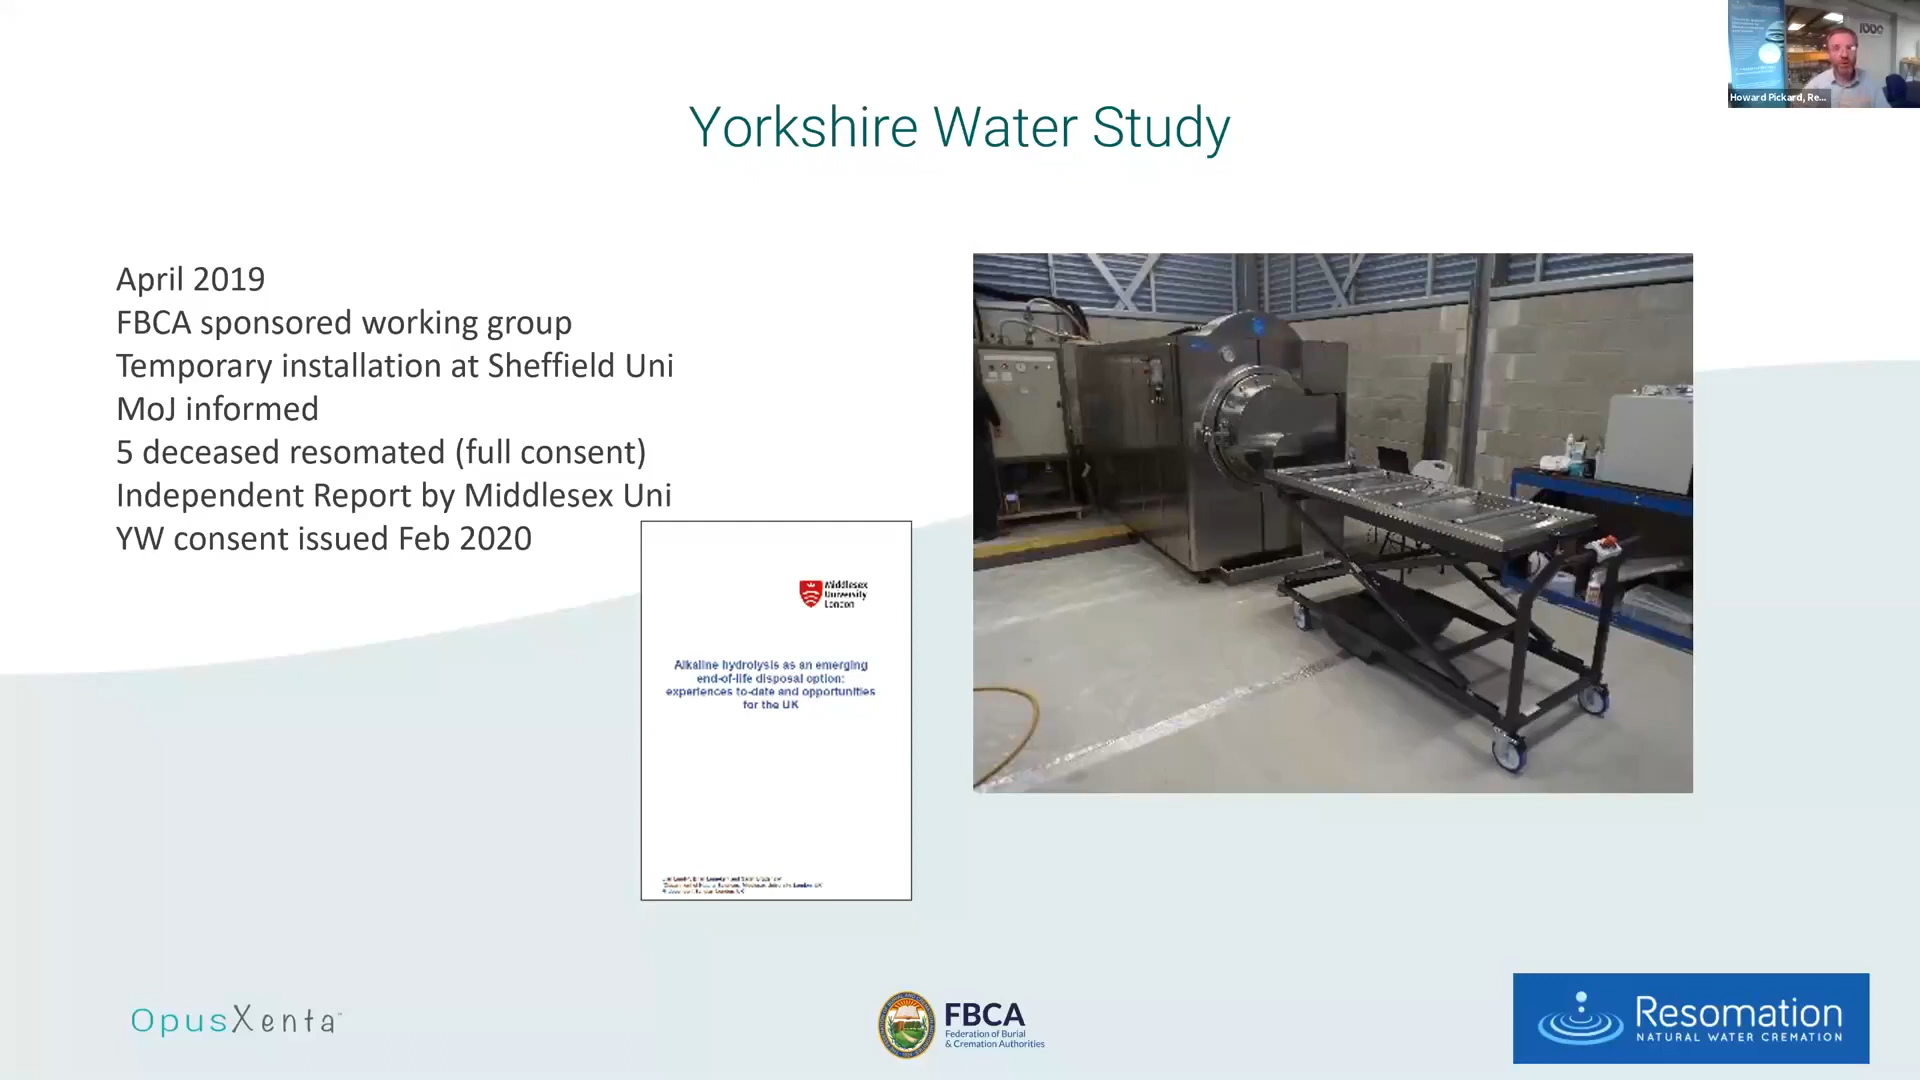 Howard Pickard, Re...
Yorkshire Water Study
April 2019
FBCA sponsored working group
Temporary installation at Sheffield Uni
MoJ informed
5 deceased resomated (full consent)
Independent Report by Middlesex Uni
YW consent issued Feb 2020
Middlesex
University
London
Alkaline hydrolysis as an emerging
end-of-life disposal option:
experiences to-date and opportunities
for the UK
OpusXenta
FBCA
Federation of Burial
& Cremation Authorities
Resomation
NATURAL WATER CREMATION